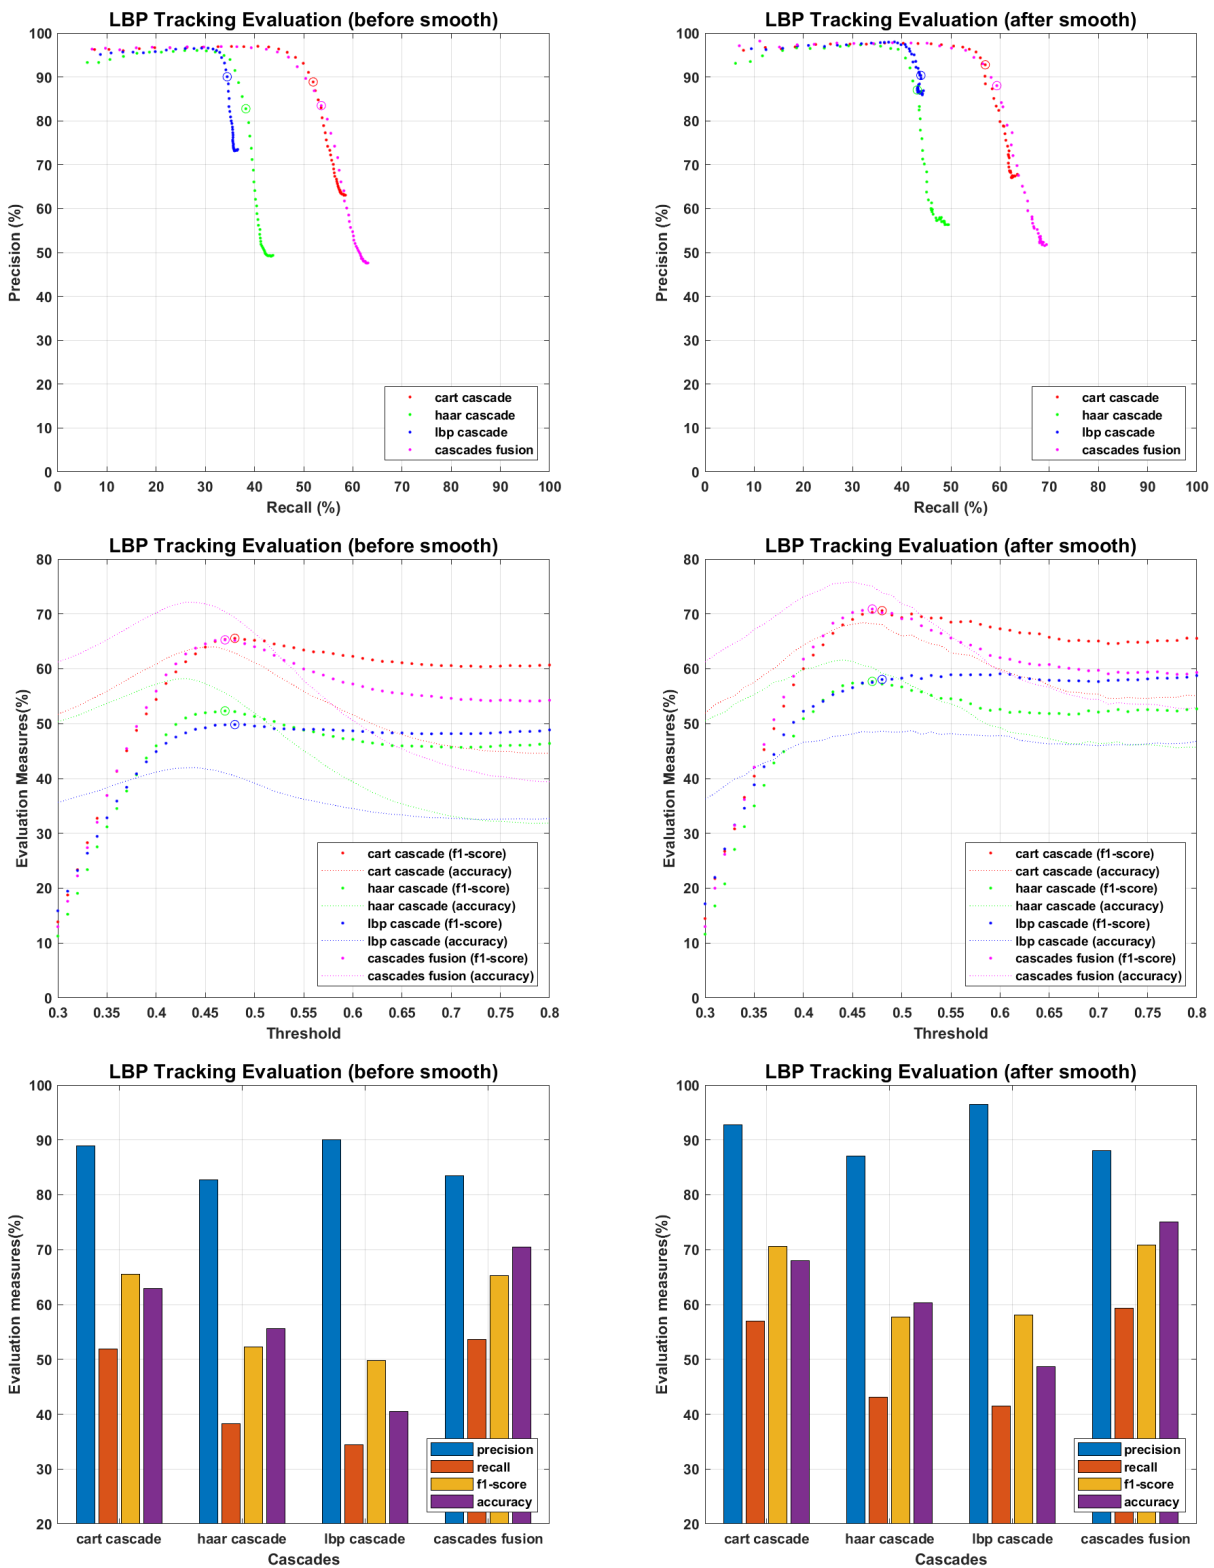 LBP Tracking Evaluation (before smooth)
100
90
80
70
60
50
40
30
20
10
0
Precision (%)
cart cascade
haar cascade
lbp cascade
cascades fusion
0 10 20 30 40 50 60 70 80 90 100
Recall (%)
LBP Tracking Evaluation (after smooth)
100
90
80
70
60
50
40
30
20
10
0
Precision (%)
cart cascade
haar cascade
lbp cascade
cascades fusion
0 10 20 30 40 50 60 70 80 90 100
Recall (%)
LBP Tracking Evaluation (before smooth)
80
70
60
50
40
30
20
10
0
Evaluation Measures(%)
cart cascade (f1-score)
cart cascade (accuracy)
haar cascade (f1-score)
haar cascade (accuracy)
lbp cascade (f1-score)
lbp cascade (accuracy)
cascades fusion (f1-score)
cascades fusion (accuracy)
0.3 0.35 0.4 0.45 0.5 0.55 0.6 0.65 0.7 0.75 0.8
Threshold
LBP Tracking Evaluation (after smooth)
80
70
60
50
40
30
20
10
0
Evaluation Measures(%)
cart cascade (f1-score)
cart cascade (accuracy)
haar cascade (f1-score)
haar cascade (accuracy)
lbp cascade (f1-score)
lbp cascade (accuracy)
cascades fusion (f1-score)
cascades fusion (accuracy)
0.3 0.35 0.4 0.45 0.5 0.55 0.6 0.65 0.7 0.75 0.8
Threshold
LBP Tracking Evaluation (before smooth)
100
90
80
70
60
50
40
30
20
Evaluation measures(%)
precision
recall
f1-score
accuracy
cart cascade haar cascade lbp cascade cascades fusion
Cascades
LBP Tracking Evaluation (after smooth)
100
90
80
70
60
50
40
30
20
Evaluation measures(%)
precision
recall
f1-score
accuracy
cart cascade haar cascade lbp cascade cascades fusion
Cascades